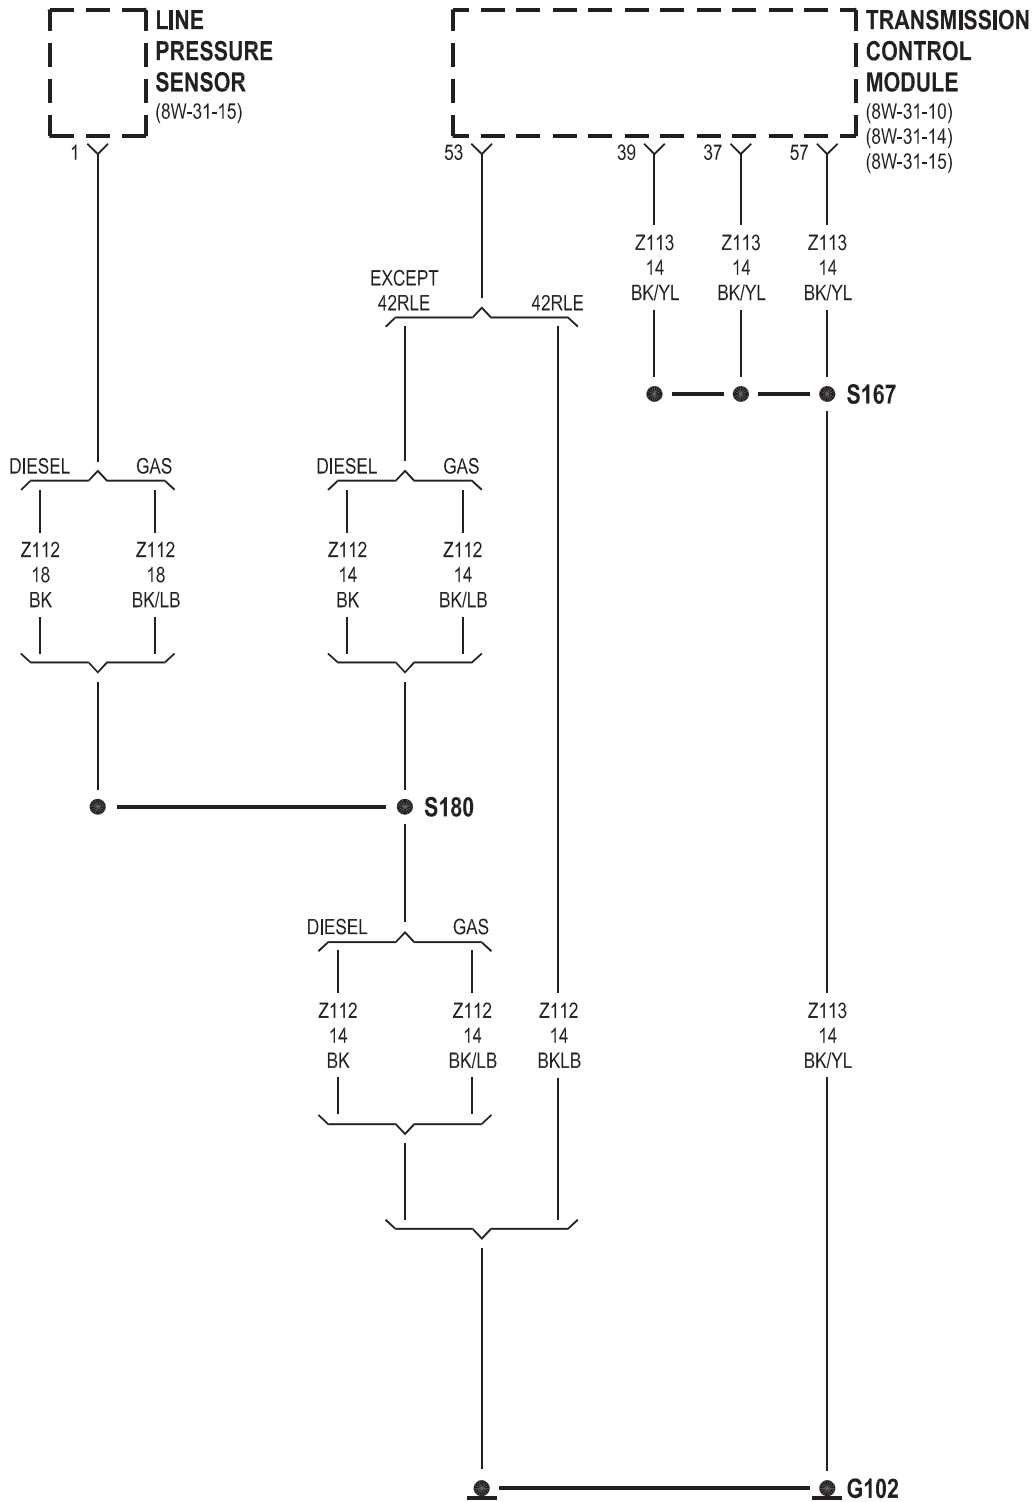 LINE
PRESSURE
SENSOR
(8W-31-15)
TRANSMISSION
CONTROL
MODULE
(8W-31-10)
(8W-31-14)
(8W-31-15)
1
53
39
37
57
Z113
14
BK/YL
Z113
14
BK/YL
Z113
14
BK/YL
EXCEPT
42RLE
42RLE
S167
DIESEL
GAS
DIESEL
GAS
Z112
18
BK
Z112
18
BK/LB
Z112
14
BK
Z112
14
BK/LB
S180
DIESEL
GAS
Z112
14
BK
Z112
14
BK/LB
Z112
14
BKLB
Z113
14
BK/YL
G102